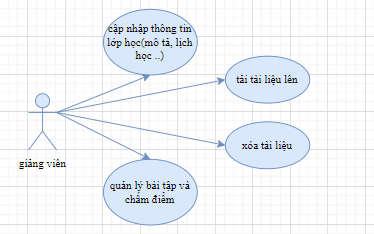 cập nhập thông tin
lớp học(mô tả, lịch
học ..)
tải tài liệu lên
xóa tài liệu
giảng viên
quản lý bài tập và
chấm điểm